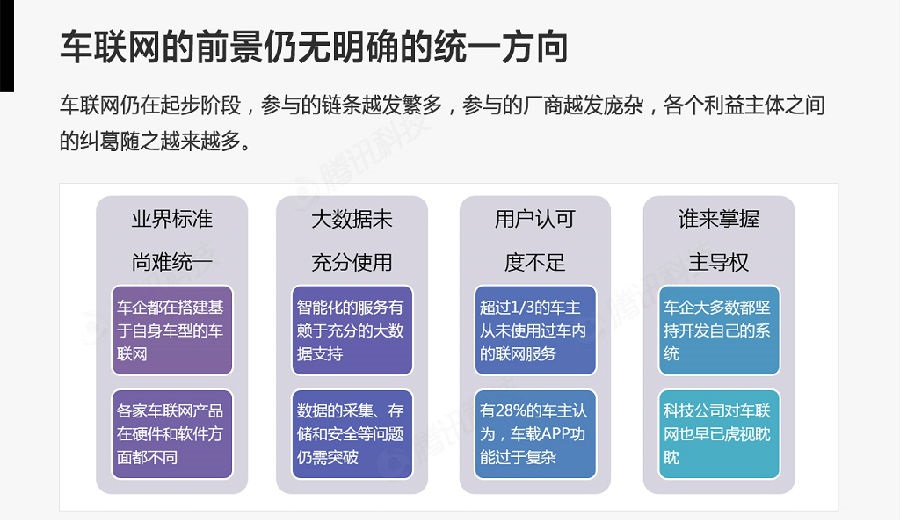 车联网的前景仍无明确的统一方向
车联网仍在起步阶段，参与的链条越发繁多，参与的厂商越发庞杂，各个利益主体之间
的纠葛随之越来越多。
业界标准
尚难统一
车企都在搭建基
于自身车型的车
联网
各家车联网产品
在硬件和软件方
面都不同
大数据未
充分使用
智能化的服务有
赖于充分的大数
据支持
数据的采集、存
储和安全等问题
仍需突破
用户认可
度不足
超过1/3的车主
从未使用过车内
的联网服务
有28%的车主认
为，车载APP功
能过于复杂
谁来掌握
主导权
车企大多数都坚
持开发自己的系
统
科技公司对车联
网也早已虎视眈
眈
腾讯科技